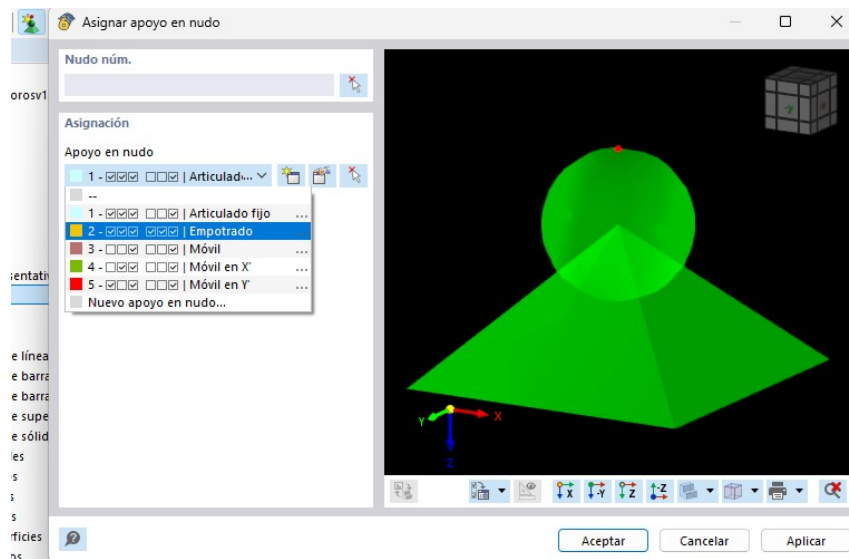 Asignar apoyo en nudo
Nudo núm.
orosv1
Asignación
Apoyo en nudo
1 - ☑☑☑ ☐☐☑ | Articulad...
--
1 - ☑☑☑ ☐☐☑ | Articulado fijo ...
2 - ☑☑☑ ☑☑☑ | Empotrado ...
3 - ☐☐☑ ☐☐☑ | Móvil ...
4 - ☐☑☑ ☐☐☑ | Móvil en X' ...
5 - ☑☐☑ ☐☐☑ | Móvil en Y' ...
Nuevo apoyo en nudo...
sentativ
e línea
e barra
e barra
e supe
e sólid
les
s
s
s
rficies
os
-y
Y
X
Z
X
-Y
Z
-Z
Aceptar
Cancelar
Aplicar